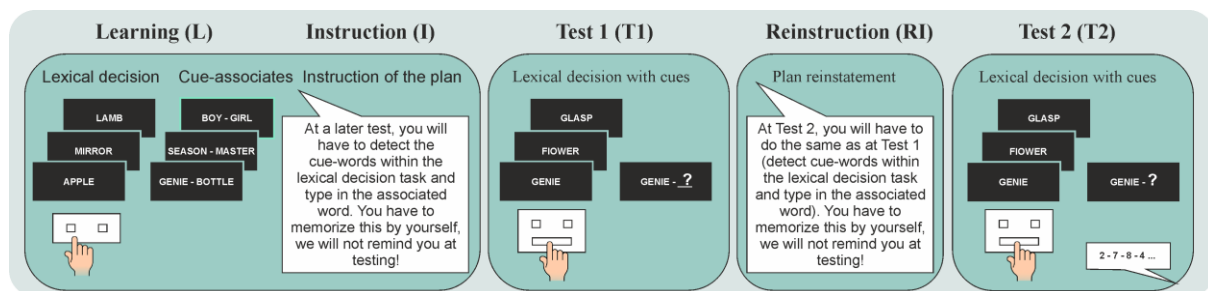 Learning (L)
Instruction (I)
Test 1 (T1)
Reinstruction (RI)
Test 2 (T2)
Lexical decision
Cue-associates
Instruction of the plan
LAMB
MIRROR
APPLE
BOY - GIRL
SEASON - MASTER
GENIE - BOTTLE
At a later test, you will
have to detect the
cue-words within the
lexical decision task and
type in the associated
word. You have to
memorize this by yourself,
we will not remind you at
testing!
Lexical decision with cues
GLASP
FIOWER
GENIE
GENIE - ?
Plan reinstatement
At Test 2, you will have to
do the same as at Test 1
(detect cue-words within
the lexical decision task
and type in the associated
word). You have to
memorize this by yourself,
we will not remind you at
testing!
Lexical decision with cues
GLASP
FIOWER
GENIE
GENIE - ?
2 - 7 - 8 - 4 ...